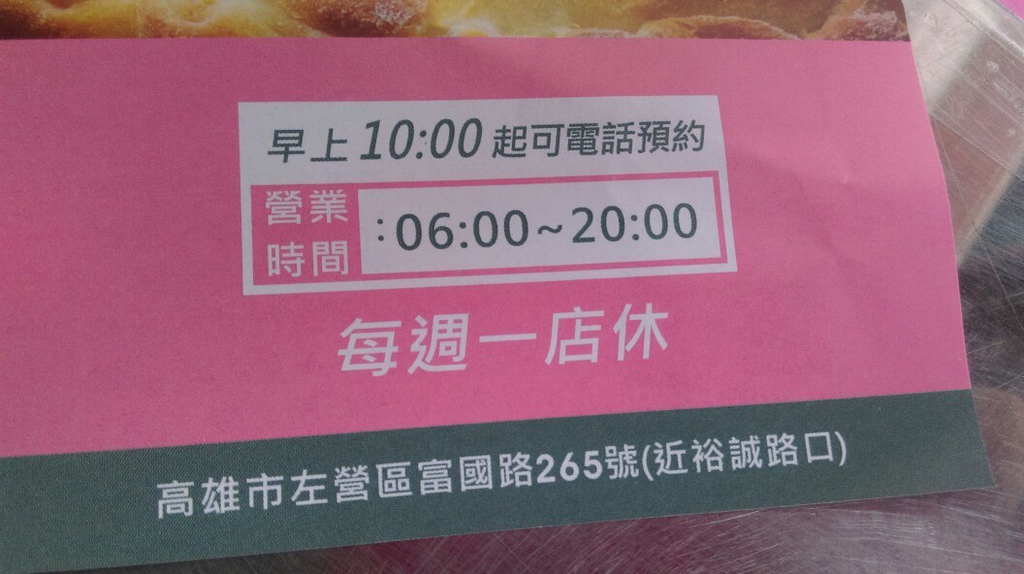 早上10:00起可電話預約
營業時間:06:00~20:00
每週一店休
高雄市左營區富國路265號(近裕誠路口)